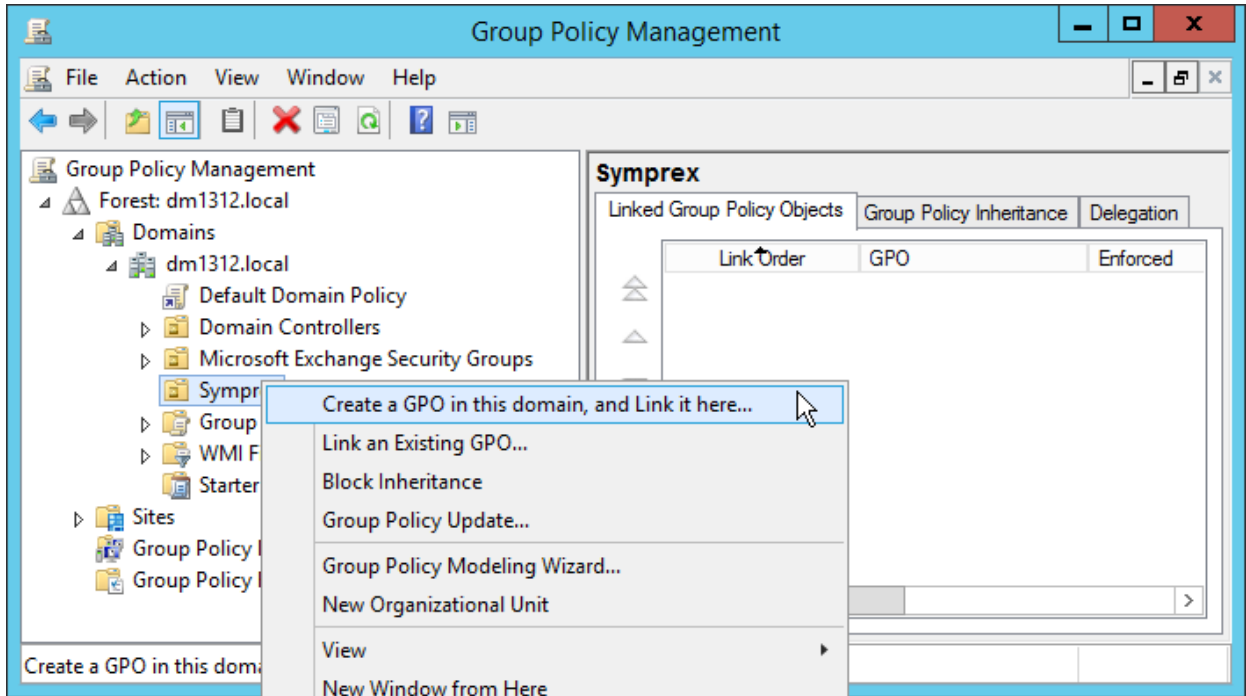 Group Policy Management
X
File Action View Window Help
Group Policy Management
Forest: dm1312.local
Domains
dm1312.local
Default Domain Policy
Domain Controllers
Microsoft Exchange Security Groups
Sympr
Group
WMI F
Starter
Sites
Group Policy
Group Policy
Symprex
Linked Group Policy Objects Group Policy Inheritance Delegation
Link Order GPO Enforced
Create a GPO in this domain, and Link it here...
Link an Existing GPO...
Block Inheritance
Group Policy Update...
Group Policy Modeling Wizard...
New Organizational Unit
View
New Window from Here
Create a GPO in this doma